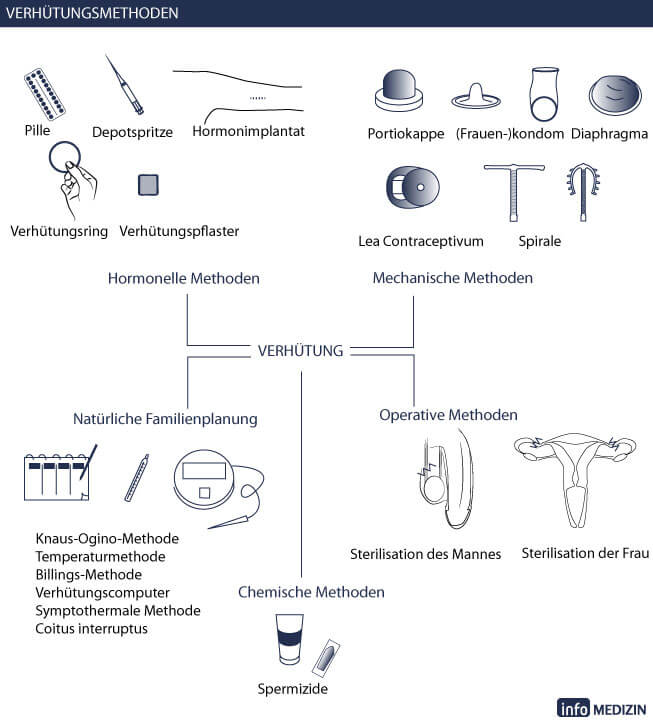 VERHÜTUNGSMETHODEN
Pille
Depotspritze
Hormonimplantat
Portiokappe
(Frauen-)kondom
Diaphragma
Verhütungsring
Verhütungspflaster
Lea Contraceptivum
Spirale
Hormonelle Methoden
Mechanische Methoden
VERHÜTUNG
Natürliche Familienplanung
Operative Methoden
Knaus-Ogino-Methode
Temperaturmethode
Billings-Methode
Verhütungscomputer
Symptothermale Methode
Coitus interruptus
Sterilisation des Mannes
Sterilisation der Frau
Chemische Methoden
Spermizide
info MEDIZIN